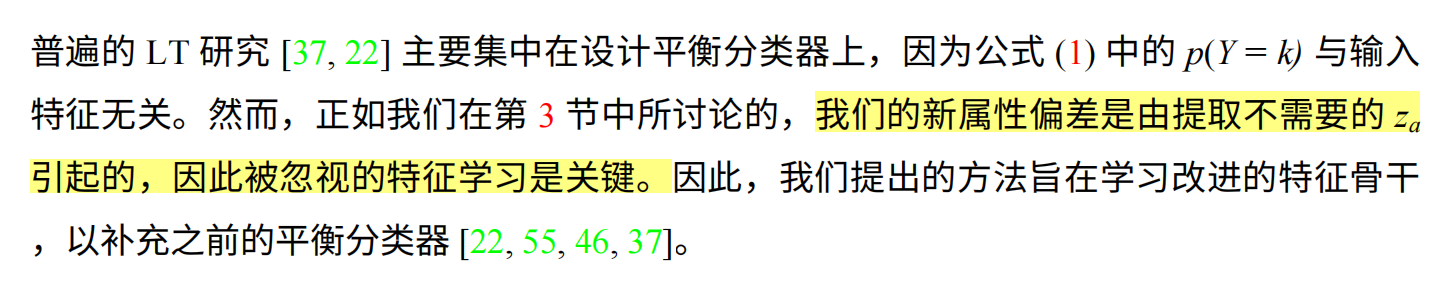 普遍的 LT 研究 [37, 22] 主要集中在设计平衡分类器上，因为公式 (1) 中的 p(Y = k) 与输入
特征无关。然而，正如我们在第 3 节中所讨论的，我们的新属性偏差是由提取不需要的 zₐ
引起的，因此被忽视的特征学习是关键。因此，我们提出的方法旨在学习改进的特征骨干
，以补充之前的平衡分类器 [22, 55, 46, 37]。